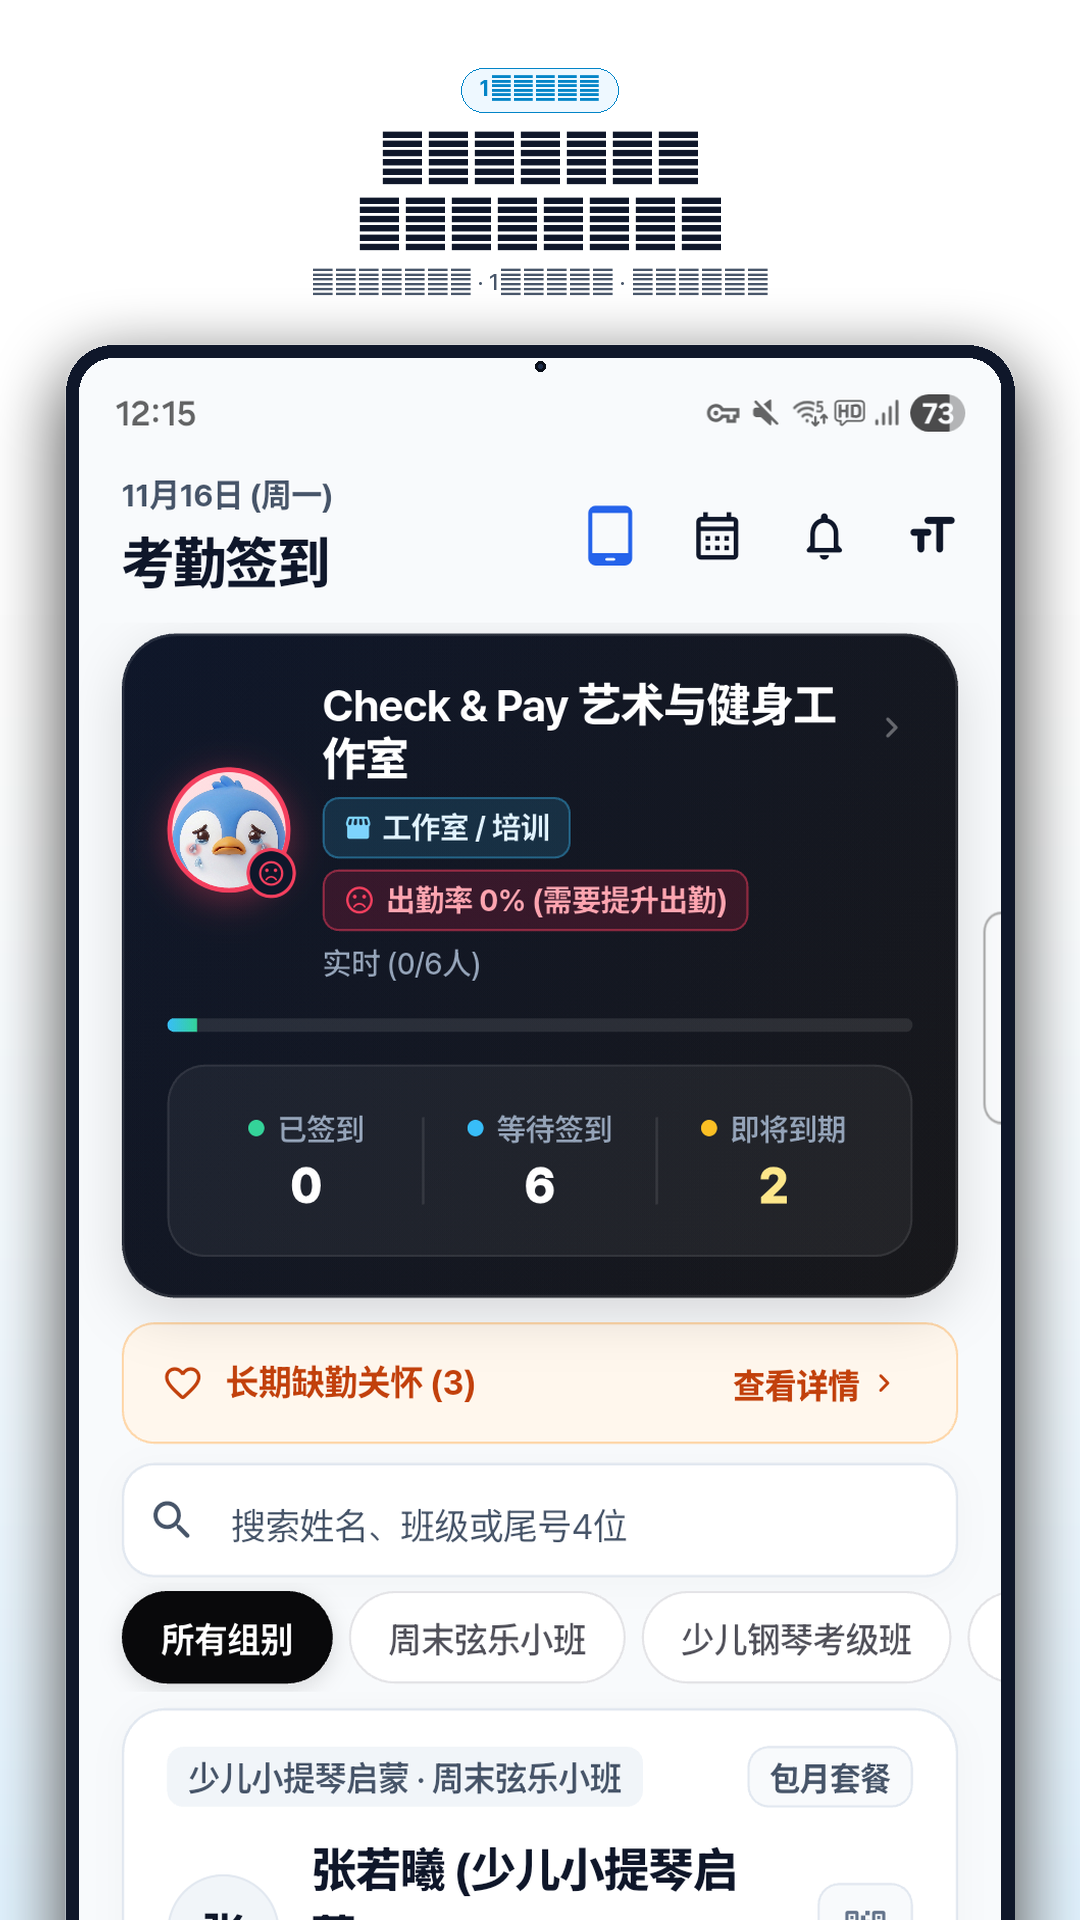 12:15
HD
73
11月16日 (周一)
考勤签到
Check & Pay 艺术与健身工
作室
工作室 / 培训
出勤率 0% (需要提升出勤)
实时 (0/6人)
已签到
0
等待签到
6
即将到期
2
长期缺勤关怀 (3)
查看详情
搜索姓名、班级或尾号4位
所有组别
周末弦乐小班
少儿钢琴考级班
少儿小提琴启蒙 · 周末弦乐小班
包月套餐
张若曦 (少儿小提琴启